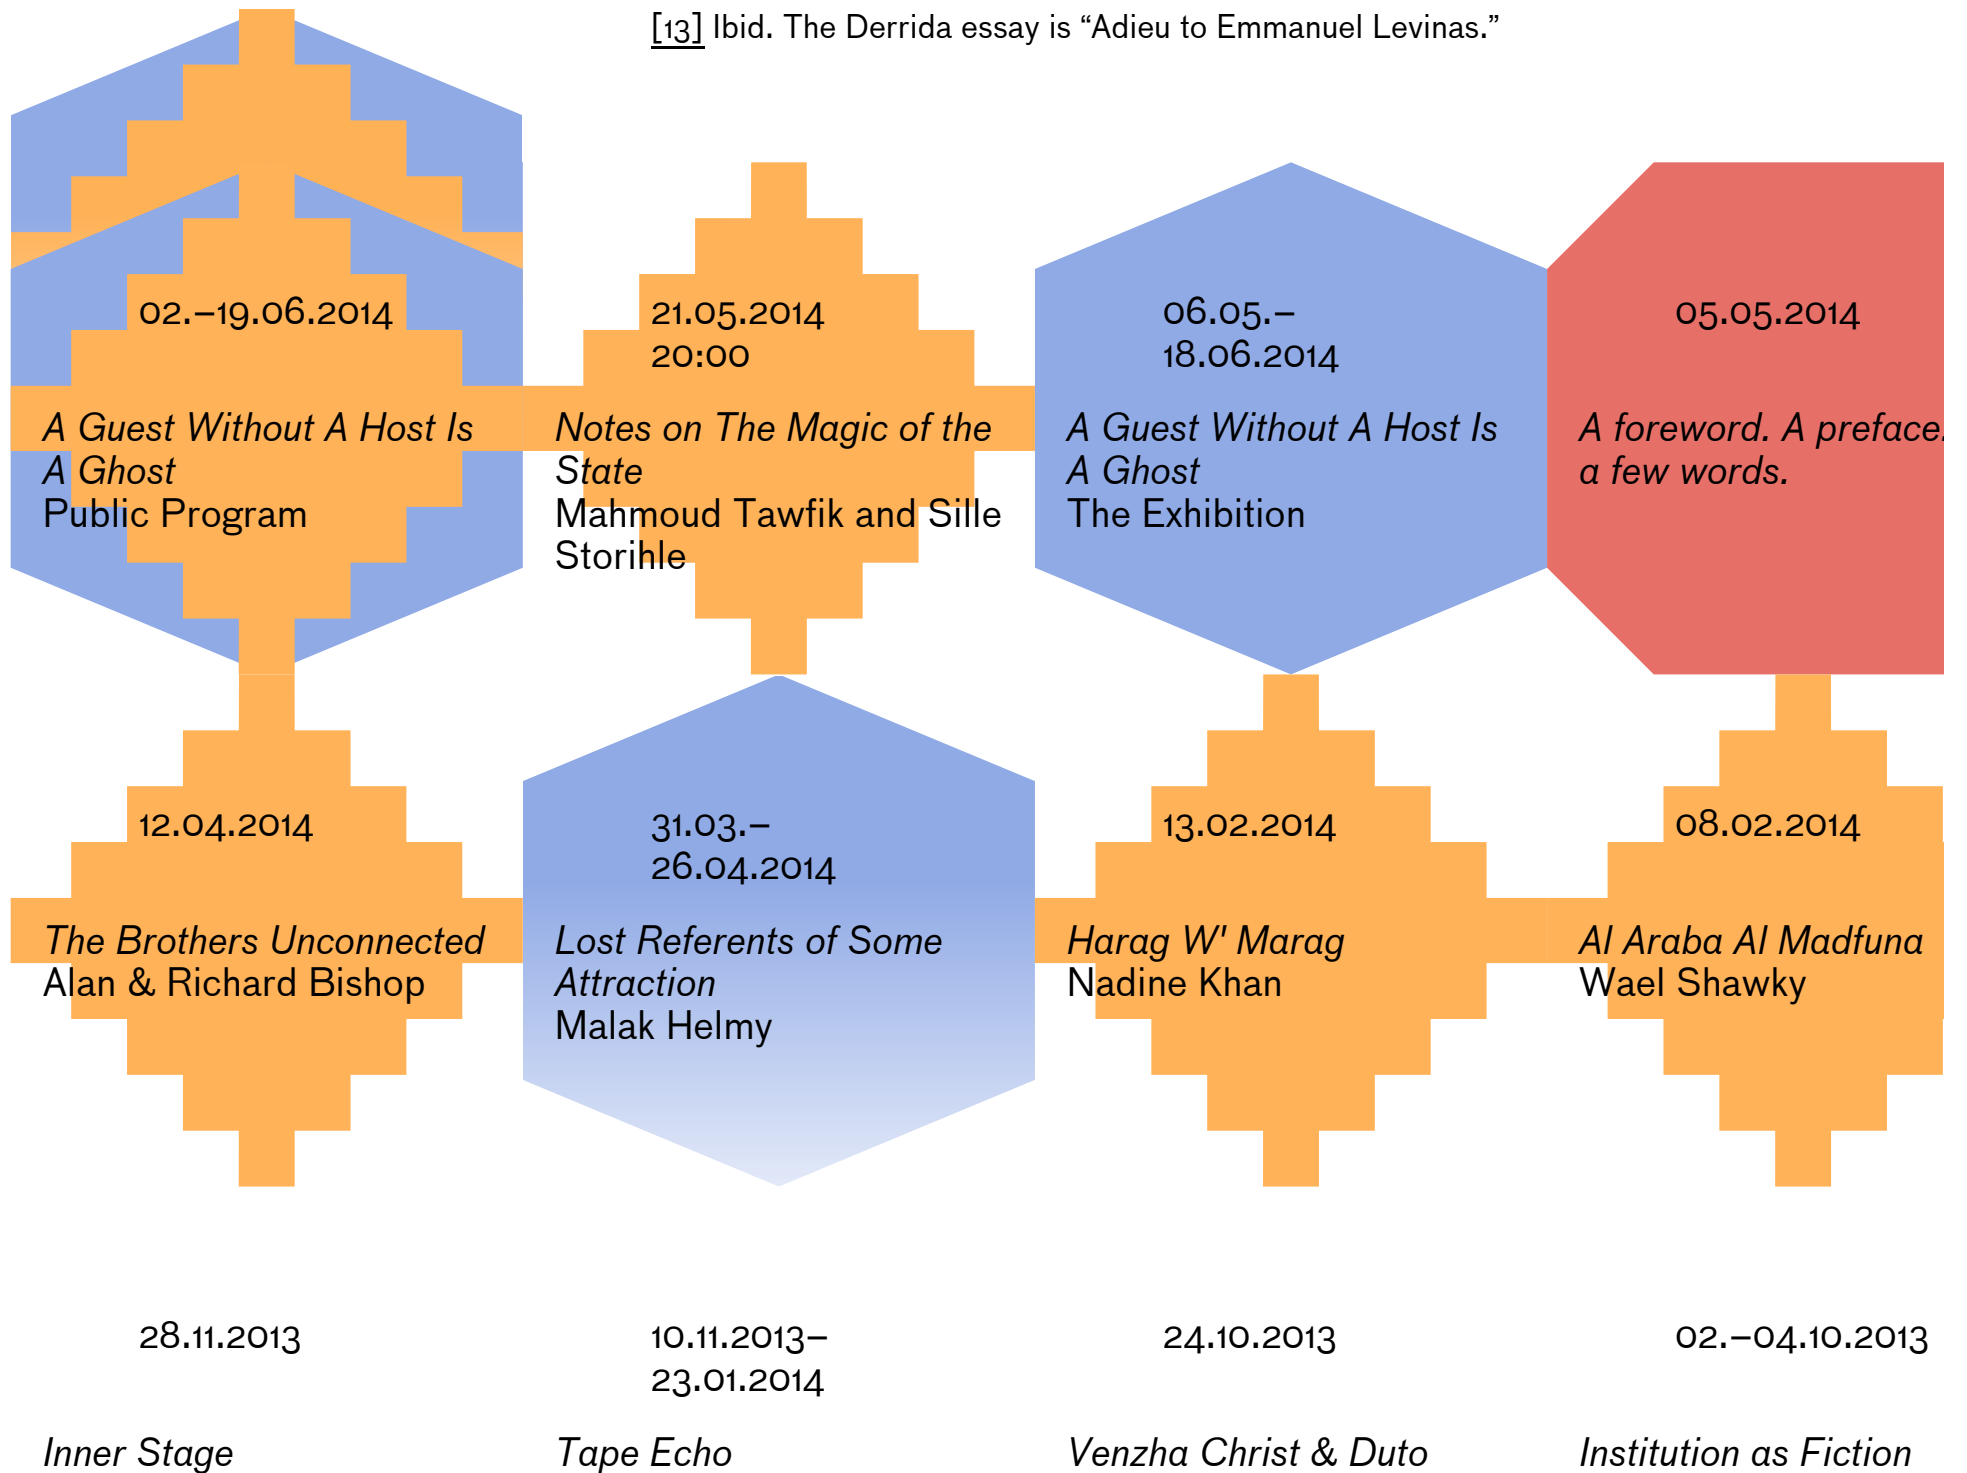 [13] Ibid. The Derrida essay is “Adieu to Emmanuel Levinas.”
02.–19.06.2014
A Guest Without A Host Is
A Ghost
Public Program
21.05.2014
20:00
Notes on The Magic of the
State
Mahmoud Tawfik and Sille
Storihle
06.05.–
18.06.2014
A Guest Without A Host Is
A Ghost
The Exhibition
05.05.2014
A foreword. A preface.
a few words.
12.04.2014
The Brothers Unconnected
Alan & Richard Bishop
31.03.–
26.04.2014
Lost Referents of Some
Attraction
Malak Helmy
13.02.2014
Harag W' Marag
Nadine Khan
08.02.2014
Al Araba Al Madfuna
Wael Shawky
28.11.2013
Inner Stage
10.11.2013–
23.01.2014
Tape Echo
24.10.2013
Venzha Christ & Duto
02.–04.10.2013
Institution as Fiction